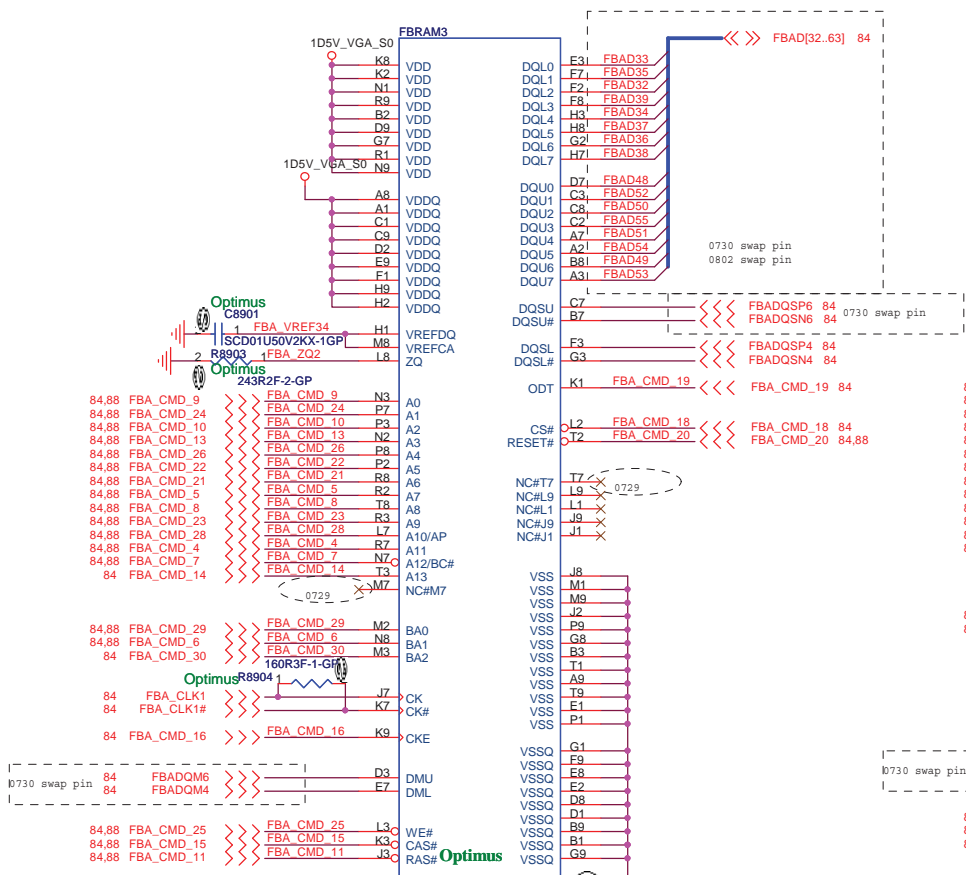 FBRAM3
1D5V_VGA_S0
FBAD[32..63] 84
K8 VDD DQL0 E3 FBAD33
K2 VDD DQL1 F7 FBAD35
N1 VDD DQL2 F2 FBAD32
R9 VDD DQL3 F8 FBAD39
B2 VDD DQL4 H3 FBAD34
D9 VDD DQL5 H8 FBAD37
G7 VDD DQL6 G2 FBAD36
R1 VDD DQL7 H7 FBAD38
N9 VDD
1D5V_VGA_S0
DQU0 D7 FBAD48
A8 VDDQ DQU1 C3 FBAD52
A1 VDDQ DQU2 C8 FBAD50
C1 VDDQ DQU3 C2 FBAD55
C9 VDDQ DQU4 A7 FBAD51
D2 VDDQ DQU5 A2 FBAD54
E9 VDDQ DQU6 B8 FBAD49
F1 VDDQ DQU7 A3 FBAD53
H9 VDDQ
H2 VDDQ
0730 swap pin
0802 swap pin
DQSU C7 FBADQSP6 84
DQSU# B7 FBADQSN6 84
0730 swap pin
Optimus
C8901
2 1 FBA_VREF34 H1 VREFDQ
SCD01U50V2KX-1GP M8 VREFCA
DQSL F3 FBADQSP4 84
DQSL# G3 FBADQSN4 84
R8903
2 1 FBA_ZQ2 L8 ZQ
Optimus
243R2F-2-GP
ODT K1 FBA_CMD_19 FBA_CMD_19 84
CS# L2 FBA_CMD_18 FBA_CMD_18 84
RESET# T2 FBA_CMD_20 FBA_CMD_20 84,88
84,88 FBA_CMD_9 FBA_CMD_9 N3 A0
84,88 FBA_CMD_24 FBA_CMD_24 P7 A1
84,88 FBA_CMD_10 FBA_CMD_10 P3 A2
84,88 FBA_CMD_13 FBA_CMD_13 N2 A3
84,88 FBA_CMD_26 FBA_CMD_26 P8 A4
84,88 FBA_CMD_22 FBA_CMD_22 P2 A5
84,88 FBA_CMD_21 FBA_CMD_21 R8 A6
84,88 FBA_CMD_5 FBA_CMD_5 R2 A7
84,88 FBA_CMD_8 FBA_CMD_8 T8 A8
84,88 FBA_CMD_23 FBA_CMD_23 R3 A9
84,88 FBA_CMD_28 FBA_CMD_28 L7 A10/AP
84,88 FBA_CMD_4 FBA_CMD_4 R7 A11
84,88 FBA_CMD_7 FBA_CMD_7 N7 A12/BC#
84 FBA_CMD_14 FBA_CMD_14 T3 A13
0729 M7 NC#M7
NC#T7 T7 0729
NC#L9 L9
NC#L1 L1
NC#J9 J9
NC#J1 J1
84,88 FBA_CMD_29 FBA_CMD_29 M2 BA0
84,88 FBA_CMD_6 FBA_CMD_6 N8 BA1
84 FBA_CMD_30 FBA_CMD_30 M3 BA2
160R3F-1-GP
Optimus R8904
1
84 FBA_CLK1 J7 CK
84 FBA_CLK1# K7 CK#
84 FBA_CMD_16 FBA_CMD_16 K9 CKE
0730 swap pin
84 FBADQM6 D3 DMU
84 FBADQM4 E7 DML
84,88 FBA_CMD_25 FBA_CMD_25 L3 WE#
84,88 FBA_CMD_15 FBA_CMD_15 K3 CAS#
84,88 FBA_CMD_11 FBA_CMD_11 J3 RAS#
Optimus
VSS J8
VSS M1
VSS M9
VSS J2
VSS P9
VSS G8
VSS B3
VSS T1
VSS A9
VSS T9
VSS E1
VSS P1
VSSQ G1
VSSQ F9
VSSQ E8
VSSQ E2
VSSQ D8
VSSQ D1
VSSQ B9
VSSQ B1
VSSQ G9
0730 swap pin